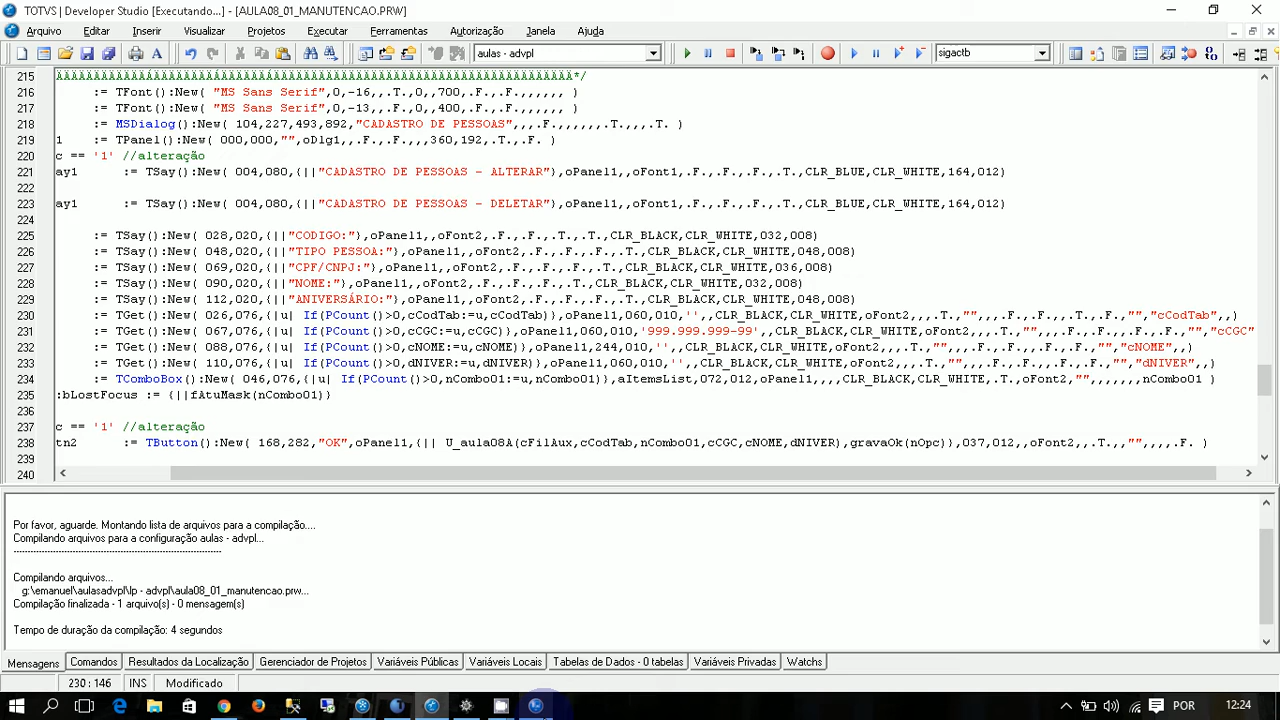 TOTVS | Developer Studio [Executando...] - [AULA08_01_MANUTENCAO.PRW]
Arquivo Editar Inserir Visualizar Projetos Executar Ferramentas Autorização Janela Ajuda
aulas - advpl sigactb
215 */
216 := TFont():New( "MS Sans Serif",0,-16,,.T.,0,,700,.F.,.F.,,,,,, )
217 := TFont():New( "MS Sans Serif",0,-13,,.F.,0,,400,.F.,.F.,,,,,, )
218 := MSDialog():New( 104,227,493,892,"CADASTRO DE PESSOAS",,,.F.,,,,,,.T.,,,.T. )
219 1 := TPanel():New( 000,000,"",oDlg1,,.F.,.F.,,,360,192,.T.,.F. )
220 c == '1' //alteração
221 ay1 := TSay():New( 004,080,{||"CADASTRO DE PESSOAS - ALTERAR"},oPanel1,,oFont1,.F.,.F.,.F.,.T.,CLR_BLUE,CLR_WHITE,164,012)
222
223 ay1 := TSay():New( 004,080,{||"CADASTRO DE PESSOAS - DELETAR"},oPanel1,,oFont1,.F.,.F.,.F.,.T.,CLR_BLUE,CLR_WHITE,164,012)
224
225 := TSay():New( 028,020,{||"CODIGO:"},oPanel1,,oFont2,.F.,.F.,.T.,.T.,CLR_BLACK,CLR_WHITE,032,008)
226 := TSay():New( 048,020,{||"TIPO PESSOA:"},oPanel1,,oFont2,.F.,.F.,.F.,.T.,CLR_BLACK,CLR_WHITE,048,008)
227 := TSay():New( 069,020,{||"CPF/CNPJ:"},oPanel1,,oFont2,.F.,.F.,.F.,.T.,CLR_BLACK,CLR_WHITE,036,008)
228 := TSay():New( 090,020,{||"NOME:"},oPanel1,,oFont2,.F.,.F.,.F.,.T.,CLR_BLACK,CLR_WHITE,032,008)
229 := TSay():New( 112,020,{||"ANIVERSÁRIO:"},oPanel1,,oFont2,.F.,.F.,.F.,.T.,CLR_BLACK,CLR_WHITE,048,008)
230 := TGet():New( 026,076,{|u| If(PCount()>0,cCodTab:=u,cCodTab)},oPanel1,060,010,'',,CLR_BLACK,CLR_WHITE,oFont2,,,.T.,"",,,.F.,.F.,,.F.,.F.,"","cCodTab",,)
231 := TGet():New( 067,076,{|u| If(PCount()>0,cCGC:=u,cCGC)},oPanel1,060,010,'999.999.999-99',,CLR_BLACK,CLR_WHITE,oFont2,,,.T.,"",,,.F.,.F.,,.F.,.F.,"","cCGC"
232 := TGet():New( 088,076,{|u| If(PCount()>0,cNOME:=u,cNOME)},oPanel1,244,010,'',,CLR_BLACK,CLR_WHITE,oFont2,,,.T.,"",,,.F.,.F.,,.F.,.F.,"","cNOME",,)
233 := TGet():New( 110,076,{|u| If(PCount()>0,dNIVER:=u,dNIVER)},oPanel1,060,010,'',,CLR_BLACK,CLR_WHITE,oFont2,,,.T.,"",,,.F.,.F.,,.F.,.F.,"","dNIVER",,)
234 := TComboBox():New( 046,076,{|u| If(PCount()>0,nCombo01:=u,nCombo01)},aItemsList,072,012,oPanel1,,,,CLR_BLACK,CLR_WHITE,.T.,oFont2,"",,,,,,,nCombo01 )
235 :bLostFocus := {||fAtuMask(nCombo01)}
236
237 c == '1' //alteração
238 tn2 := TButton():New( 168,282,"OK",oPanel1,{|| U_aula08A(cFilAux,cCodTab,nCombo01,cCGC,cNOME,dNIVER),gravaOk(nOpc)},037,012,,oFont2,,.T.,,"",,,,.F. )
239
240
Por favor, aguarde. Montando lista de arquivos para a compilação....
Compilando arquivos para a configuração aulas - advpl...
----------------------------------------------------------------------
Compilando arquivos...
g:\emanuel\aulasadvpl\lp - advpl\aula08_01_manutencao.prw...
Compilação finalizada - 1 arquivo(s) - 0 mensagem(s)
Tempo de duração da compilação: 4 segundos
Mensagens Comandos Resultados da Localização Gerenciador de Projetos Variáveis Públicas Variáveis Locais Tabelas de Dados - 0 tabelas Variáveis Privadas Watchs
230 : 146 INS Modificado
POR 12:24